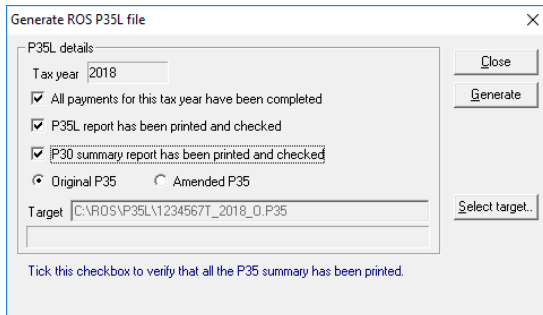 Generate ROS P35L file
P35L details
Tax year 2018
Close
All payments for this tax year have been completed
Generate
P35L report has been printed and checked
P30 summary report has been printed and checked
Original P35 Amended P35
Target C:\ROS\P35L\1234567T_2018_O.P35
Select target..
Tick this checkbox to verify that all the P35 summary has been printed.